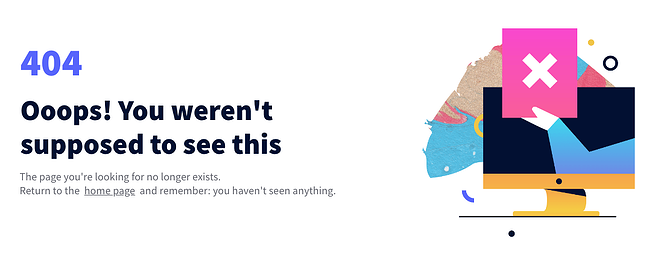 404
Ooops! You weren't
supposed to see this
The page you're looking for no longer exists.
Return to the home page and remember: you haven't seen anything.